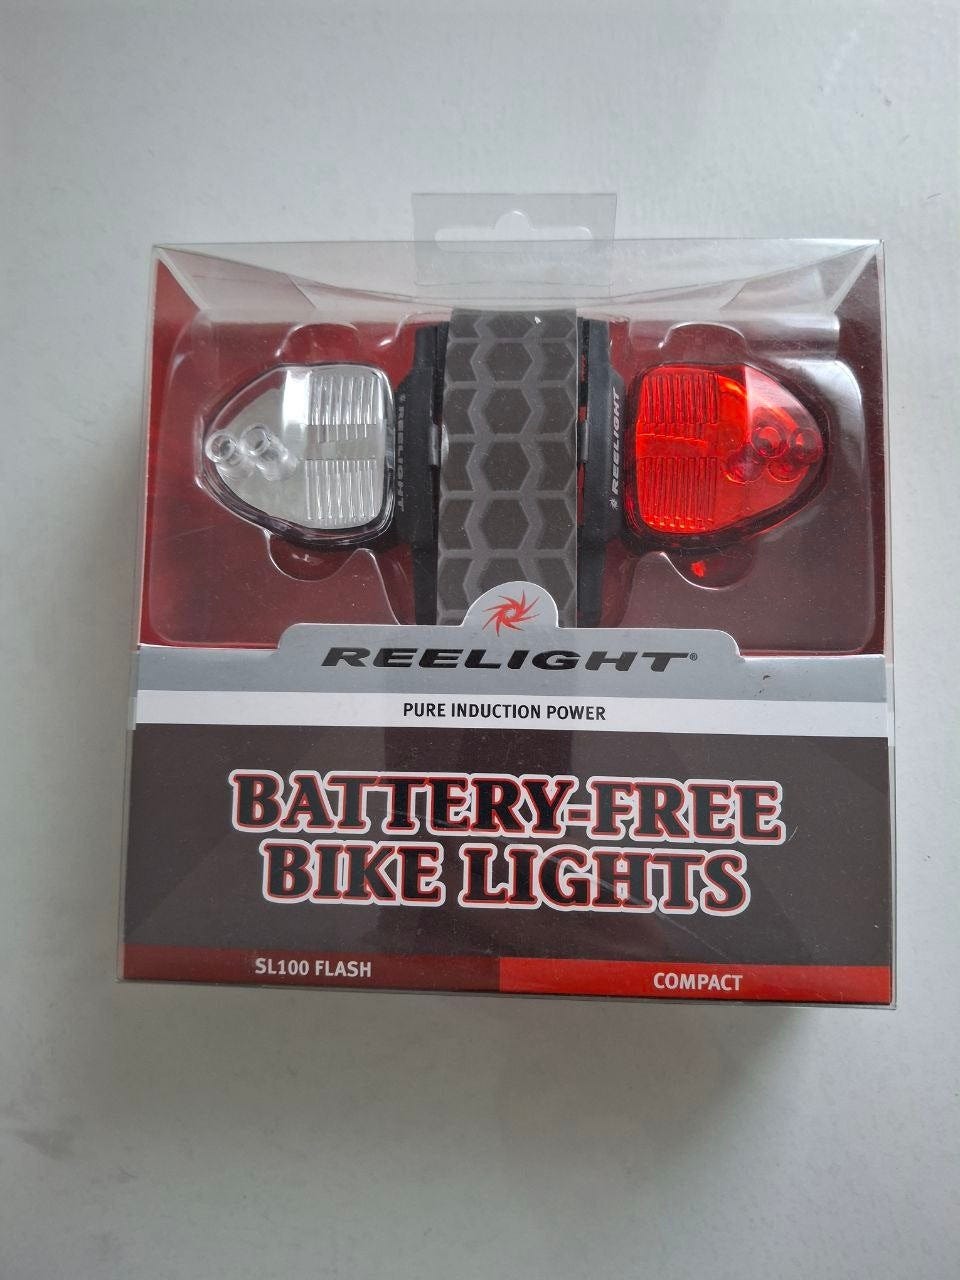 REELIGHT
REELIGHT
REELIGHT®
PURE INDUCTION POWER
BATTERY-FREE
BIKE LIGHTS
SL100 FLASH
COMPACT